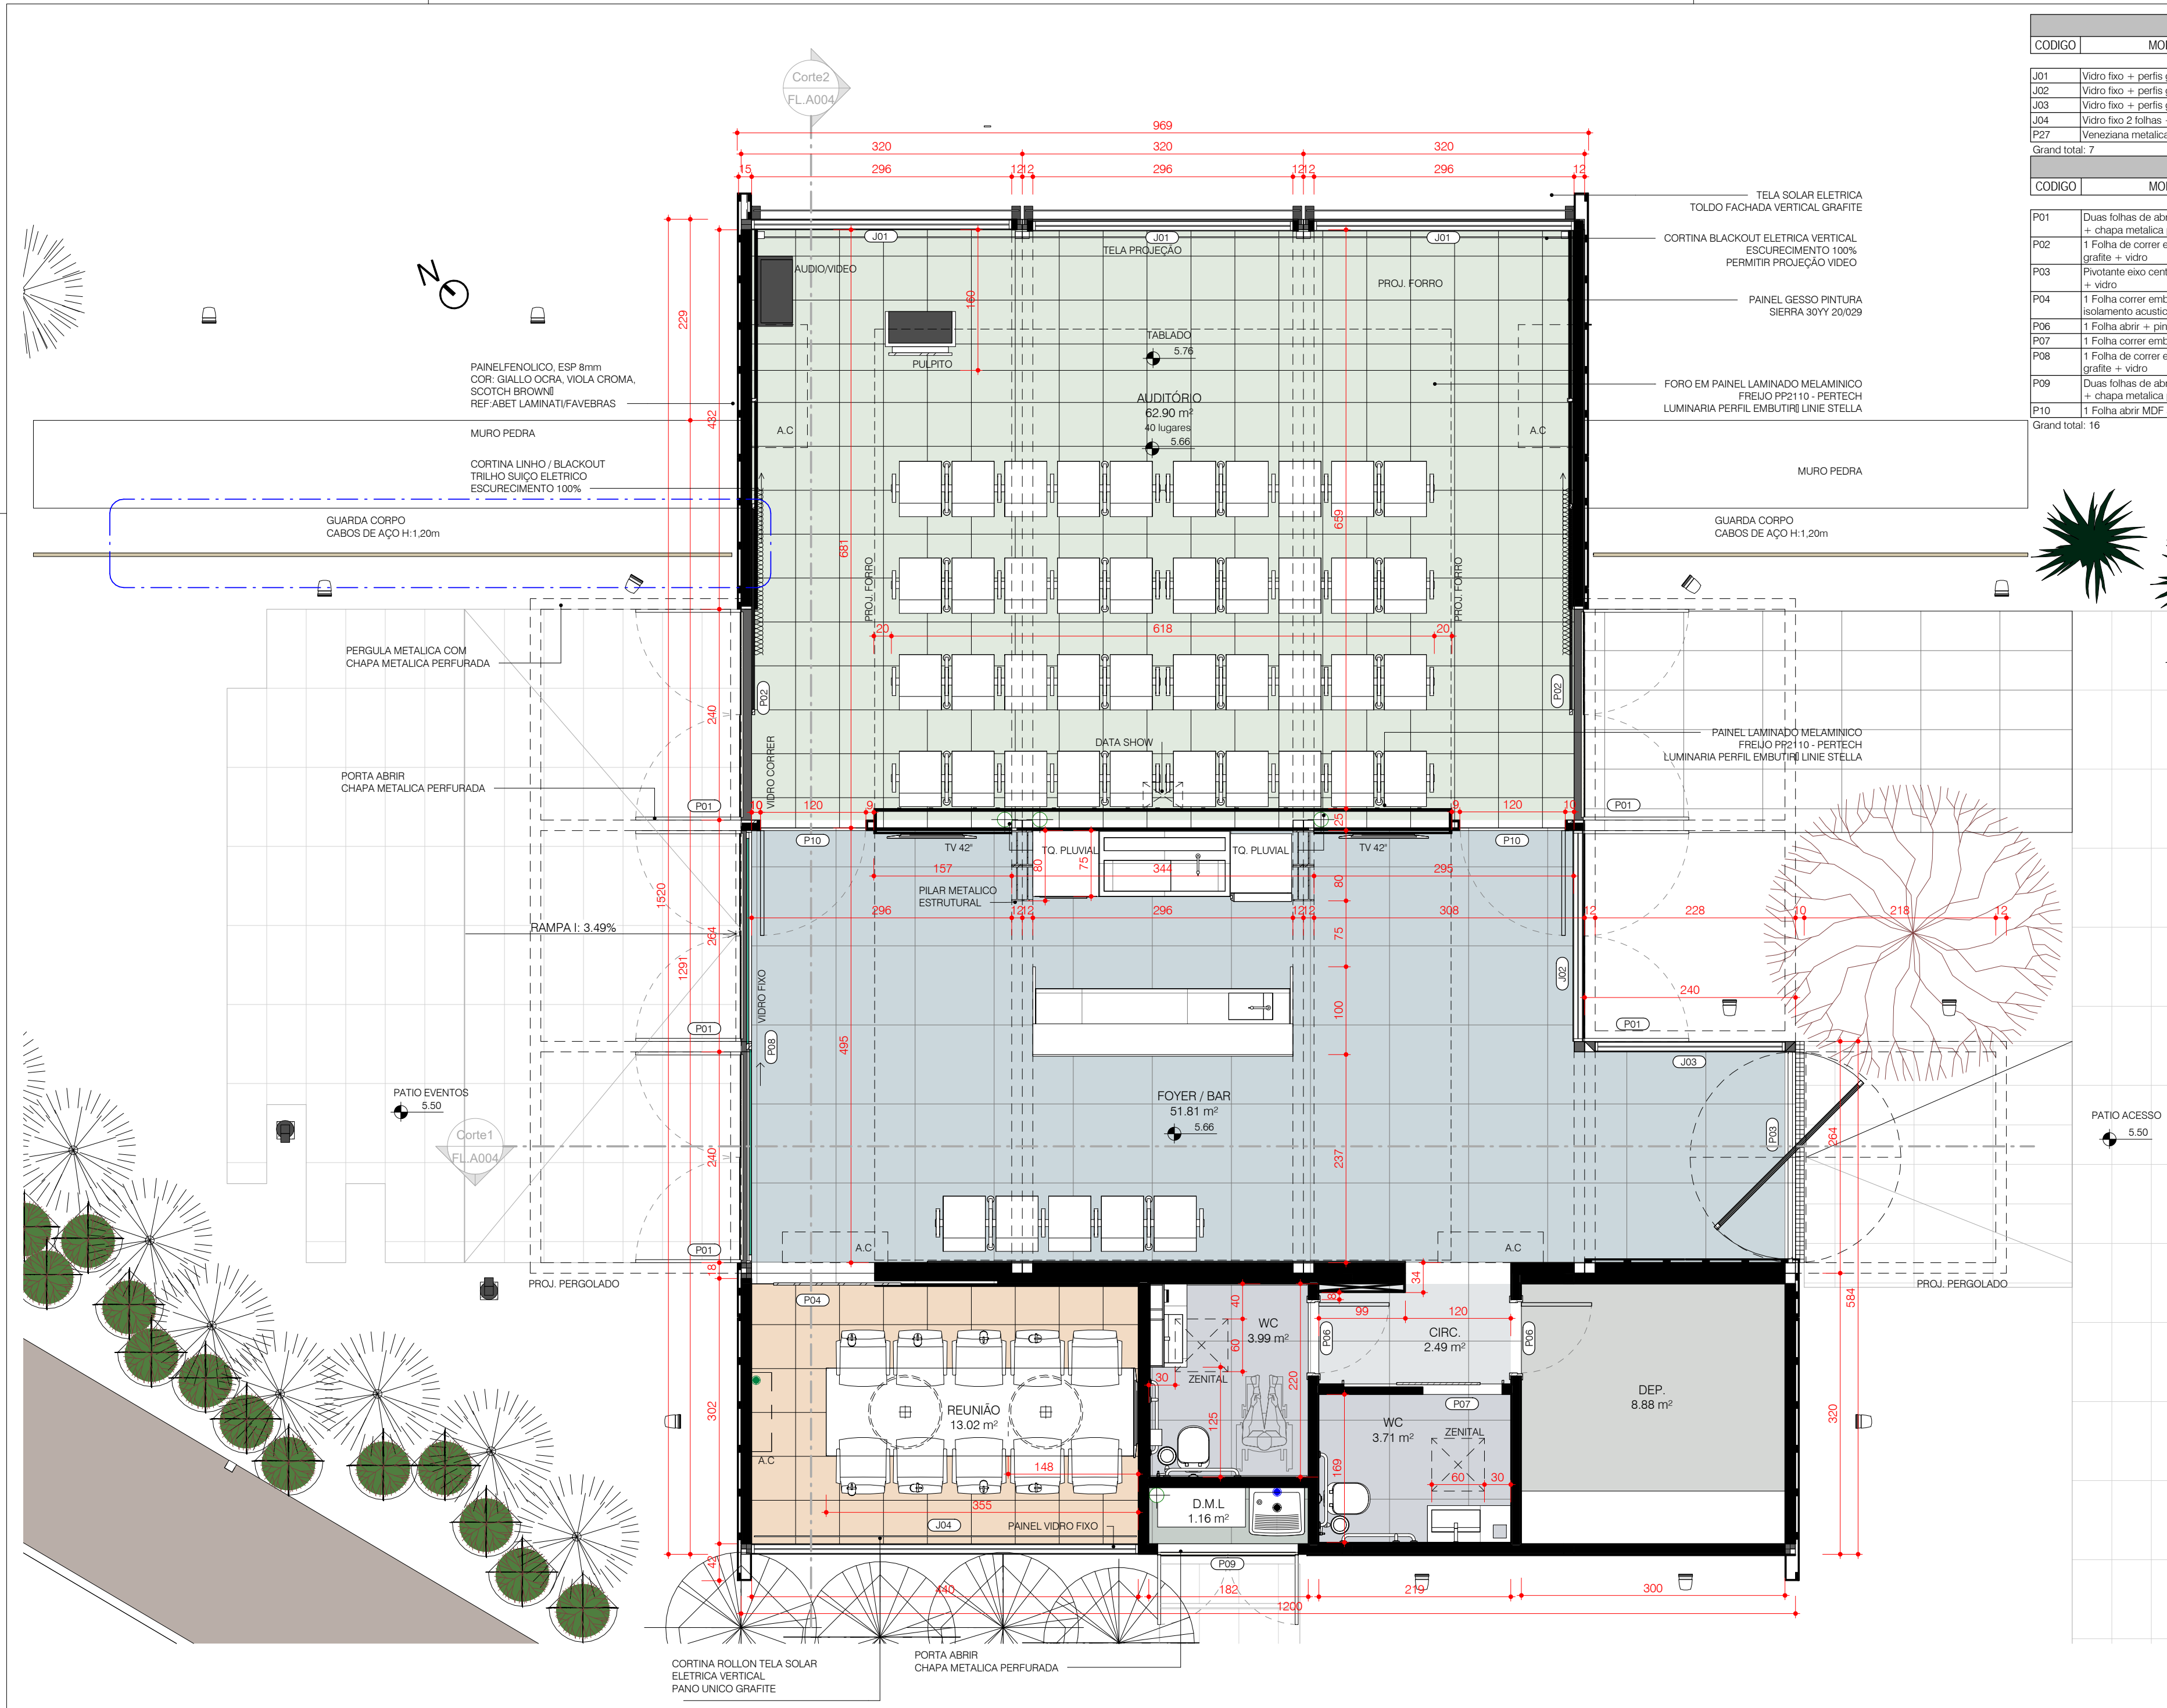 CODIGO
J01 Vidro fixo + perfis
J02 Vidro fixo + perfis
J03 Vidro fixo + perfis
J04 Vidro fixo 2 folhas
P27 Veneziana metalica
Grand total: 7
CODIGO
P01 Duas folhas de
+ chapa metalica
P02 1 Folha de correr
grafite + vidro
P03 Pivotante eixo
+ vidro
P04 1 Folha correr
isolamento
P06 1 Folha abrir +
P07 1 Folha correr
P08 1 Folha de correr
grafite + vidro
P09 Duas folhas de
+ chapa metalica
P10 1 Folha abrir MDF
Grand total: 16
Corte2
FL.A004
969
320 320 320
15 296 12 12 296 12 12 296 12
TELA SOLAR ELETRICA
TOLDO FACHADA VERTICAL GRAFITE
J01 J01 J01
TELA PROJEÇÃO
CORTINA BLACKOUT ELETRICA VERTICAL
ESCURECIMENTO 100%
PERMITIR PROJEÇÃO VIDEO
N
AUDIO/VIDEO
PROJ. FORRO
160
229
PAINEL GESSO PINTURA
SIERRA 30YY 20/029
TABLADO
5.76
PULPITO
PAINELFENOLICO, ESP 8mm
COR: GIALLO OCRA, VIOLA CROMA,
SCOTCH BROWN
REF:ABET LAMINATI/FAVEBRAS
FORO EM PAINEL LAMINADO MELAMINICO
FREIJO PP2110 - PERTECH
LUMINARIA PERFIL EMBUTIR LINIE STELLA
AUDITÓRIO
62.90 m²
40 lugares
5.66
432
A.C
A.C
MURO PEDRA
MURO PEDRA
CORTINA LINHO / BLACKOUT
TRILHO SUIÇO ELETRICO
ESCURECIMENTO 100%
GUARDA CORPO
CABOS DE AÇO H:1,20m
GUARDA CORPO
CABOS DE AÇO H:1,20m
659
681
PROJ. FORRO
PROJ. FORRO
20 618 20
PERGULA METALICA COM
CHAPA METALICA PERFURADA
P02
P02
240
DATA SHOW
PAINEL LAMINADO MELAMINICO
FREIJO PP2110 - PERTECH
LUMINARIA PERFIL EMBUTIR LINIE STELLA
VIDRO CORRER
PORTA ABRIR
CHAPA METALICA PERFURADA
P01
10 120 9
9 120 10
P01
25
P10
P10
TV 42"
TQ. PLUVIAL
TQ. PLUVIAL
TV 42"
80
75
157 344 295
80
PILAR METALICO
ESTRUTURAL
1520
296 12 12 296 12 12 308 12 228 10 218 12
RAMPA I: 3.49%
264
75
1291
VIDRO FIXO
J02
240
100
P01
P01
P08
495
J03
PATIO EVENTOS
5.50
FOYER / BAR
51.81 m²
5.66
Corte1
FL.A004
P03
264
PATIO ACESSO
5.50
240
237
P01
A.C
A.C
18
PROJ. PERGOLADO
PROJ. PERGOLADO
34
584
P04
40
8
99 120
WC
3.99 m²
CIRC.
2.49 m²
P06
P06
60
ZENITAL
30
220
302
REUNIÃO
13.02 m²
DEP.
8.88 m²
320
P07
WC
3.71 m²
ZENITAL
125
A.C
148
169
60 30
355
D.M.L
1.16 m²
J04
PAINEL VIDRO FIXO
42
P09
440 182 219 300
1200
PORTA ABRIR
CHAPA METALICA PERFURADA
CORTINA ROLLON TELA SOLAR
ELETRICA VERTICAL
PANO UNICO GRAFITE